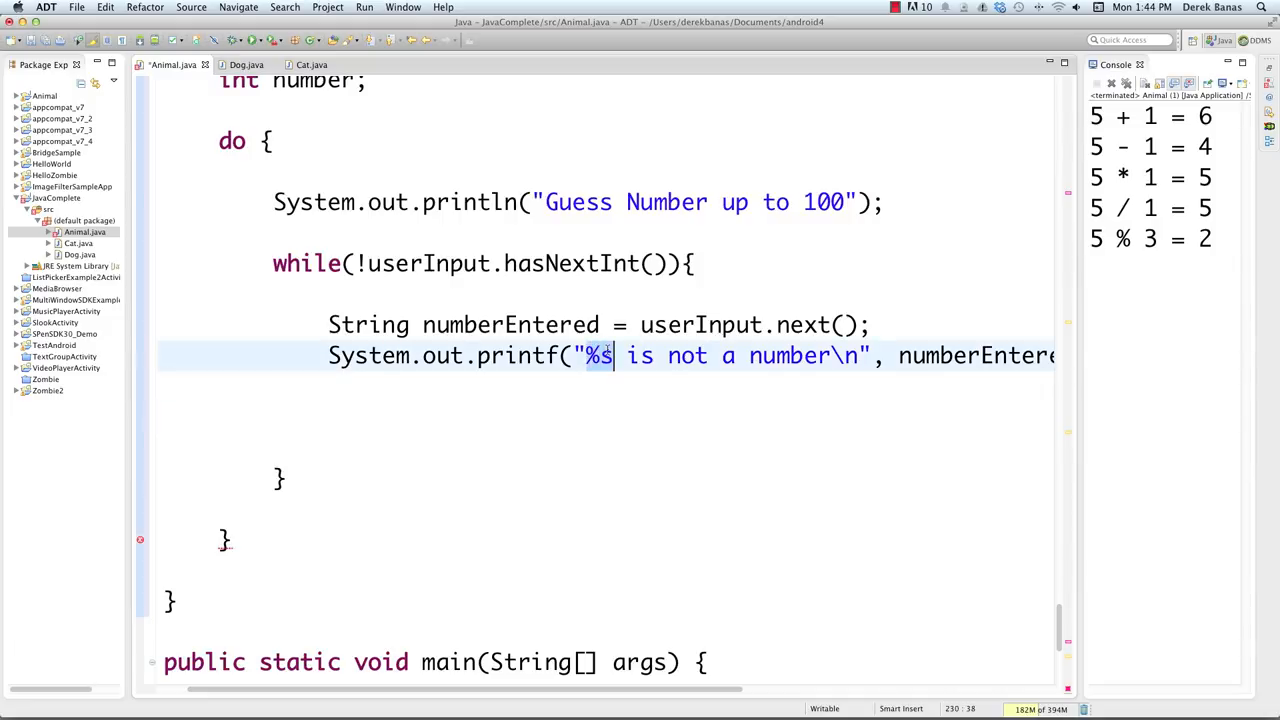 ADT File Edit Refactor Source Navigate Search Project Run Window Help 10 Mon 1:44 PM Derek Banas
Java – JavaComplete/src/Animal.java – ADT – /Users/derekbanas/Documents/android4
Quick Access Java DDMS
Package Exp
Animal
appcompat_v7
appcompat_v7_2
appcompat_v7_3
appcompat_v7_4
BridgeSample
HelloWorld
HelloZombie
ImageFilterSampleApp
JavaComplete
src
(default package)
Animal.java
Cat.java
Dog.java
JRE System Library [Ja
ListPickerExample2Activi
MediaBrowser
MultiWindowSDKExample
MusicPlayerActivity
SlookActivity
SPenSDK30_Demo
TestAndroid
TextGroupActivity
VideoPlayerActivity
Zombie
Zombie2
*Animal.java Dog.java Cat.java
int number;
do {
System.out.println("Guess Number up to 100");
while(!userInput.hasNextInt()){
String numberEntered = userInput.next();
System.out.printf("%s is not a number\n", numberEntere
}
}
}
public static void main(String[] args) {
Console
<terminated> Animal (1) [Java Application] /S
5 + 1 = 6
5 - 1 = 4
5 * 1 = 5
5 / 1 = 5
5 % 3 = 2
Writable Smart Insert 230 : 38 182M of 394M